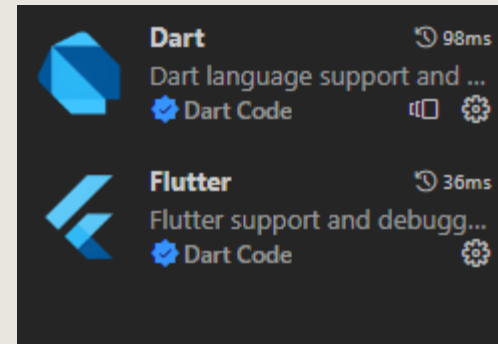 Dart 98ms
Dart language support and ...
Dart Code
Flutter 36ms
Flutter support and debugg...
Dart Code